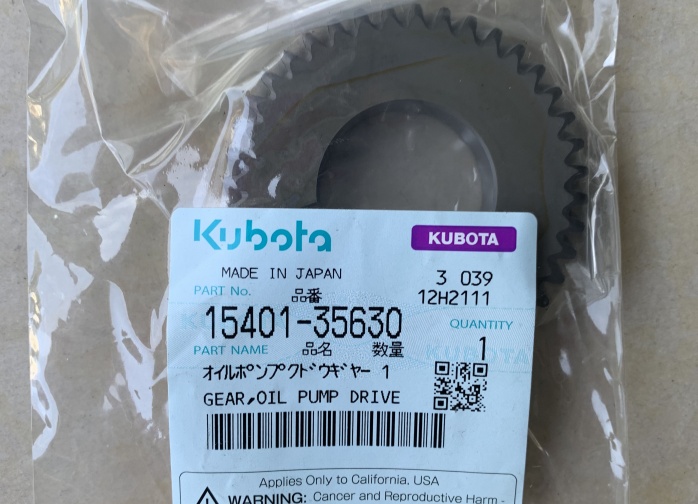 Kubota KUBOTA
MADE IN JAPAN 3 039
PART No. 品番 12H2111
15401-35630 QUANTITY
PART NAME 品名 数量 1
オイルポンプクドウギヤー 1
GEAR,OIL PUMP DRIVE
Applies Only to California, USA
WARNING: Cancer and Reproductive Harm -